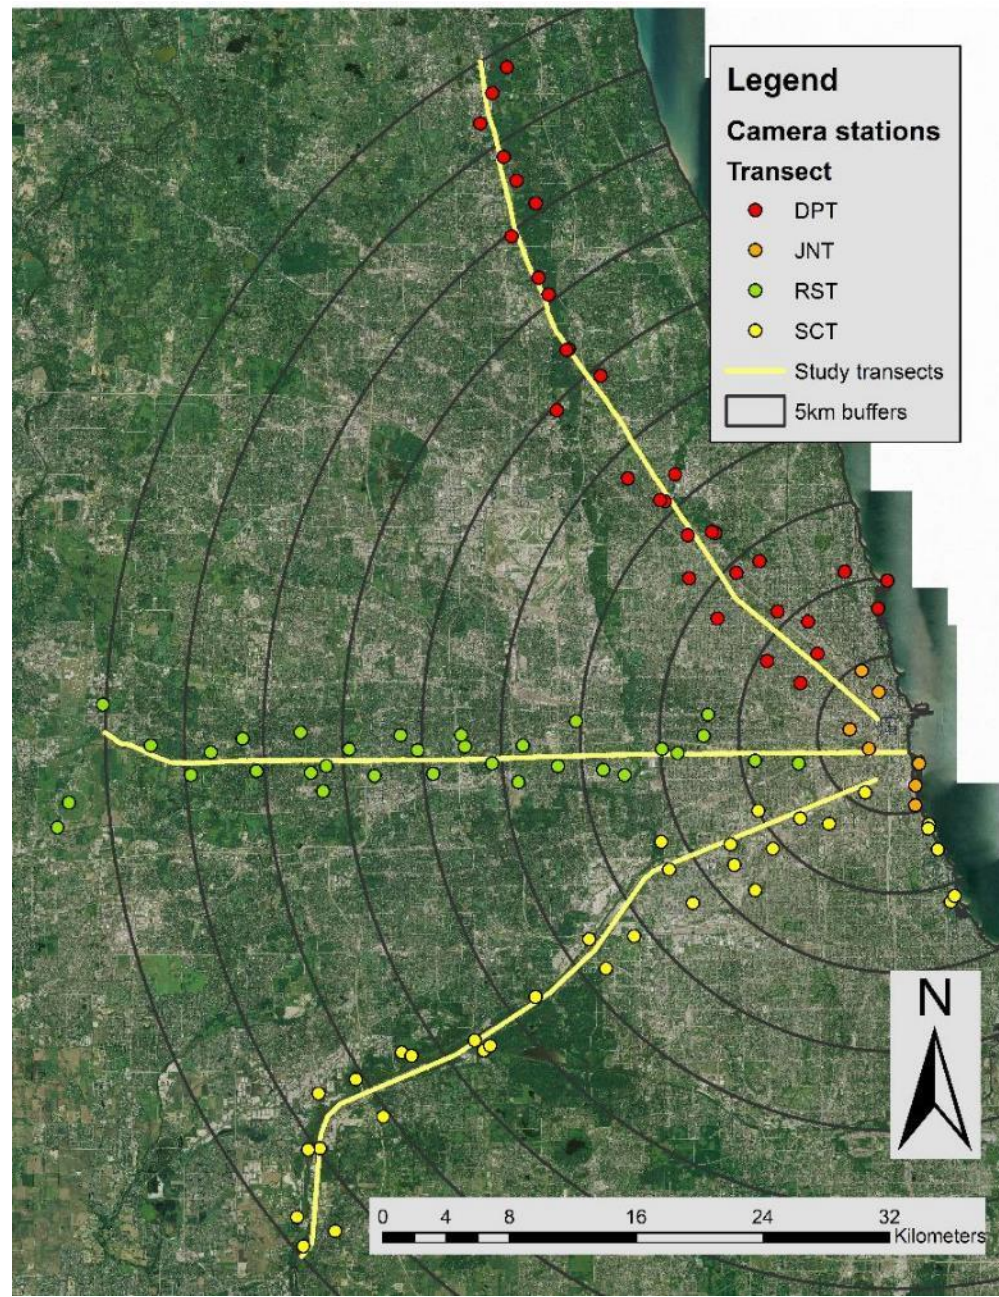 Legend
Camera stations
Transect
DPT
JNT
RST
SCT
Study transects
5km buffers
N
0 4 8 16 24 32
Kilometers